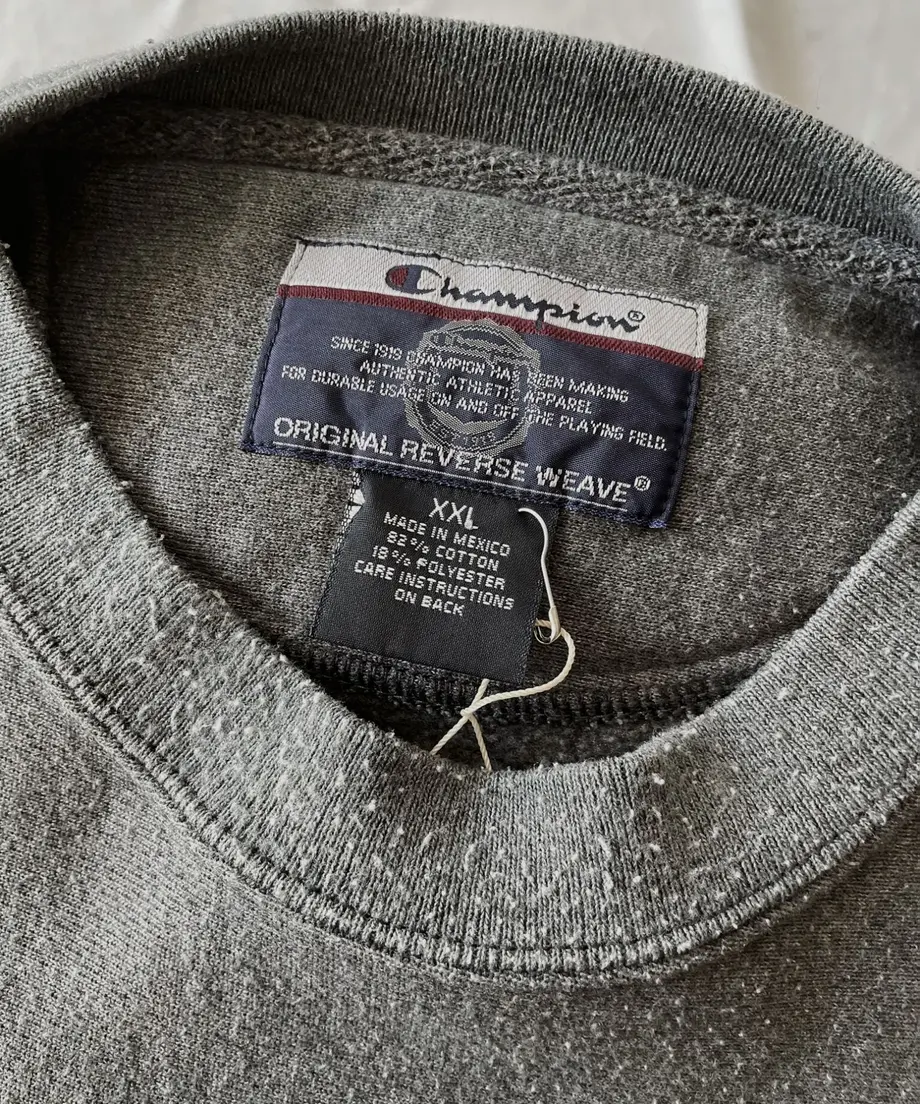 Champion®
SINCE 1919 CHAMPION HAS BEEN MAKING
AUTHENTIC ATHLETIC APPAREL
FOR DURABLE USAGE ON AND OFF THE PLAYING FIELD.
ORIGINAL REVERSE WEAVE®
XXL
MADE IN MEXICO
82% COTTON
18% POLYESTER
CARE INSTRUCTIONS
ON BACK